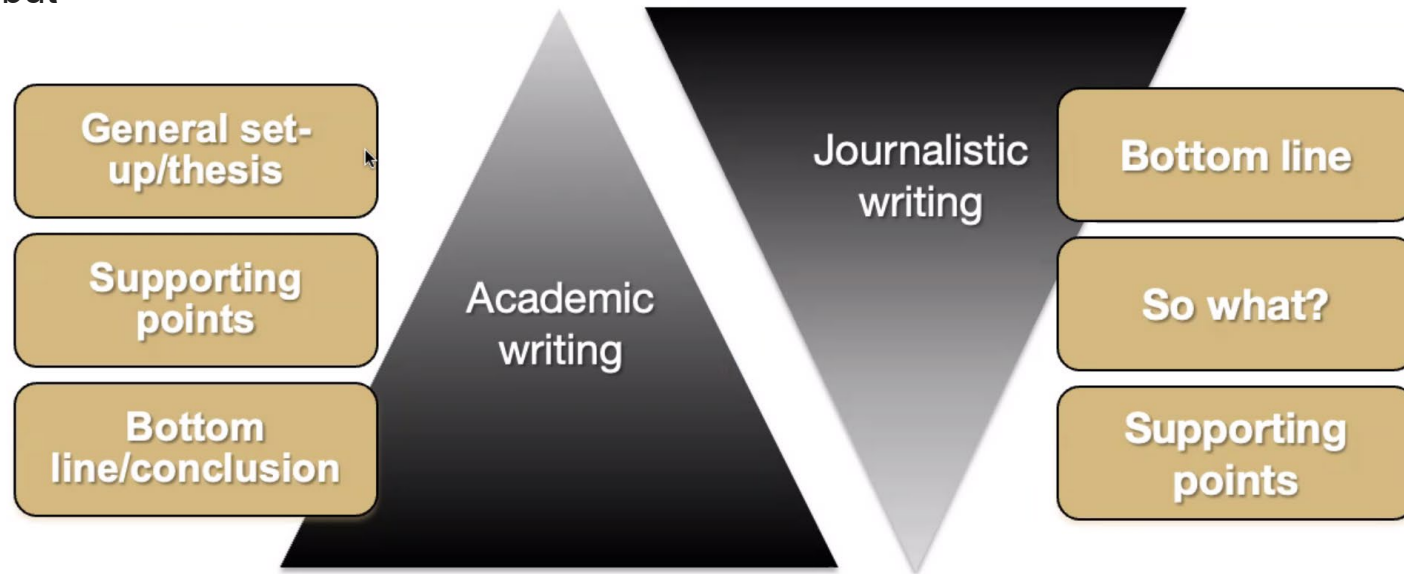 General set-
up/thesis
Supporting
points
Bottom
line/conclusion
Academic
writing
Journalistic
writing
Bottom line
So what?
Supporting
points